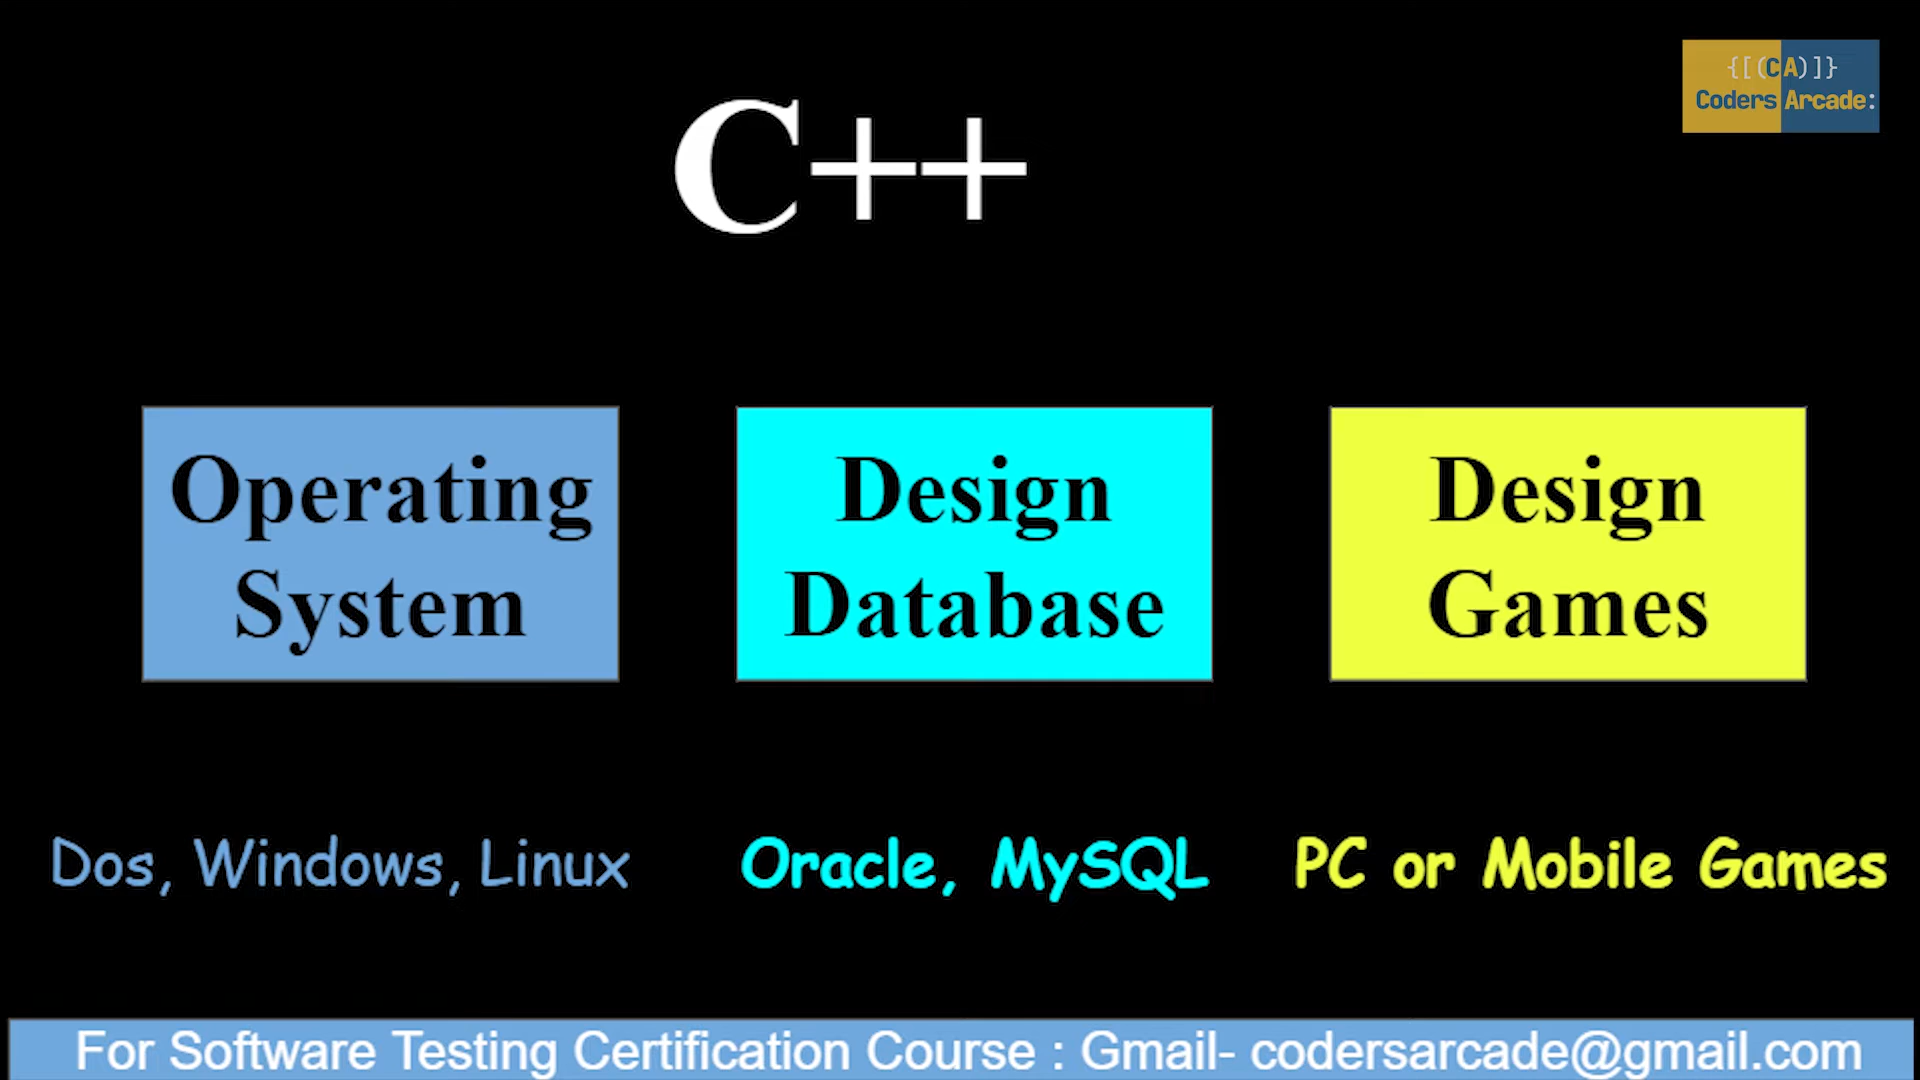 {[(CA)]}
Coders Arcade:
C++
Operating
System
Design
Database
Design
Games
Dos, Windows, Linux
Oracle, MySQL
PC or Mobile Games
For Software Testing Certification Course : Gmail- codersarcade@gmail.com